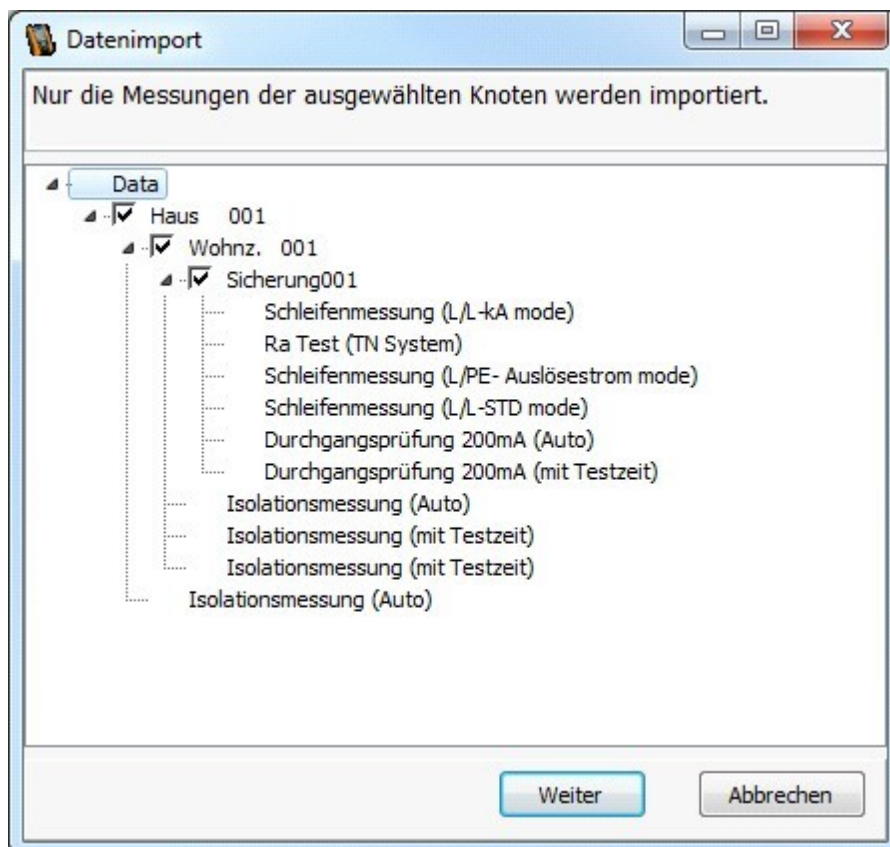 Datenimport
Nur die Messungen der ausgewählten Knoten werden importiert.
Data
Haus 001
Wohnz. 001
Sicherung001
Schleifenmessung (L/L-kA mode)
Ra Test (TN System)
Schleifenmessung (L/PE- Auslösestrom mode)
Schleifenmessung (L/L-STD mode)
Durchgangsprüfung 200mA (Auto)
Durchgangsprüfung 200mA (mit Testzeit)
Isolationsmessung (Auto)
Isolationsmessung (mit Testzeit)
Isolationsmessung (mit Testzeit)
Isolationsmessung (Auto)
Weiter Abbrechen